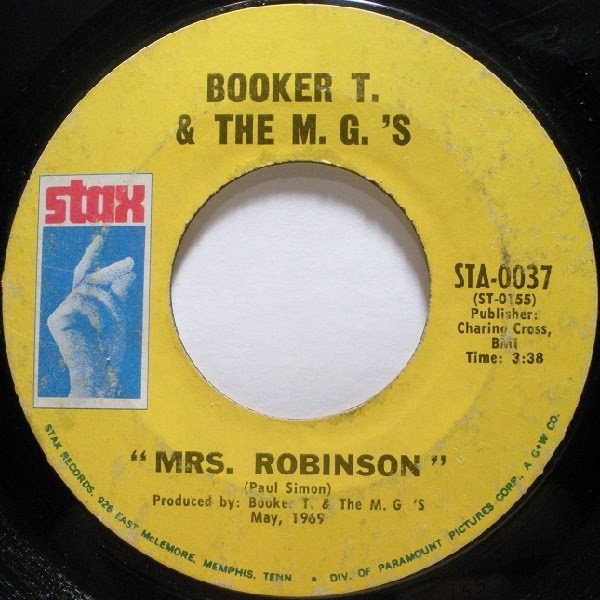 BOOKER T.
& THE M. G. 'S
stax
STA-0037
(ST-0155)
Publisher:
Charing Cross,
BMI
Time: 3:38
"MRS. ROBINSON"
(Paul Simon)
Produced by: Booker T. & The M. G 'S
May, 1969
STAX RECORDS, 926 EAST McLEMORE, MEMPHIS, TENN. • DIV. OF PARAMOUNT PICTURES CORP., A G+W CO.